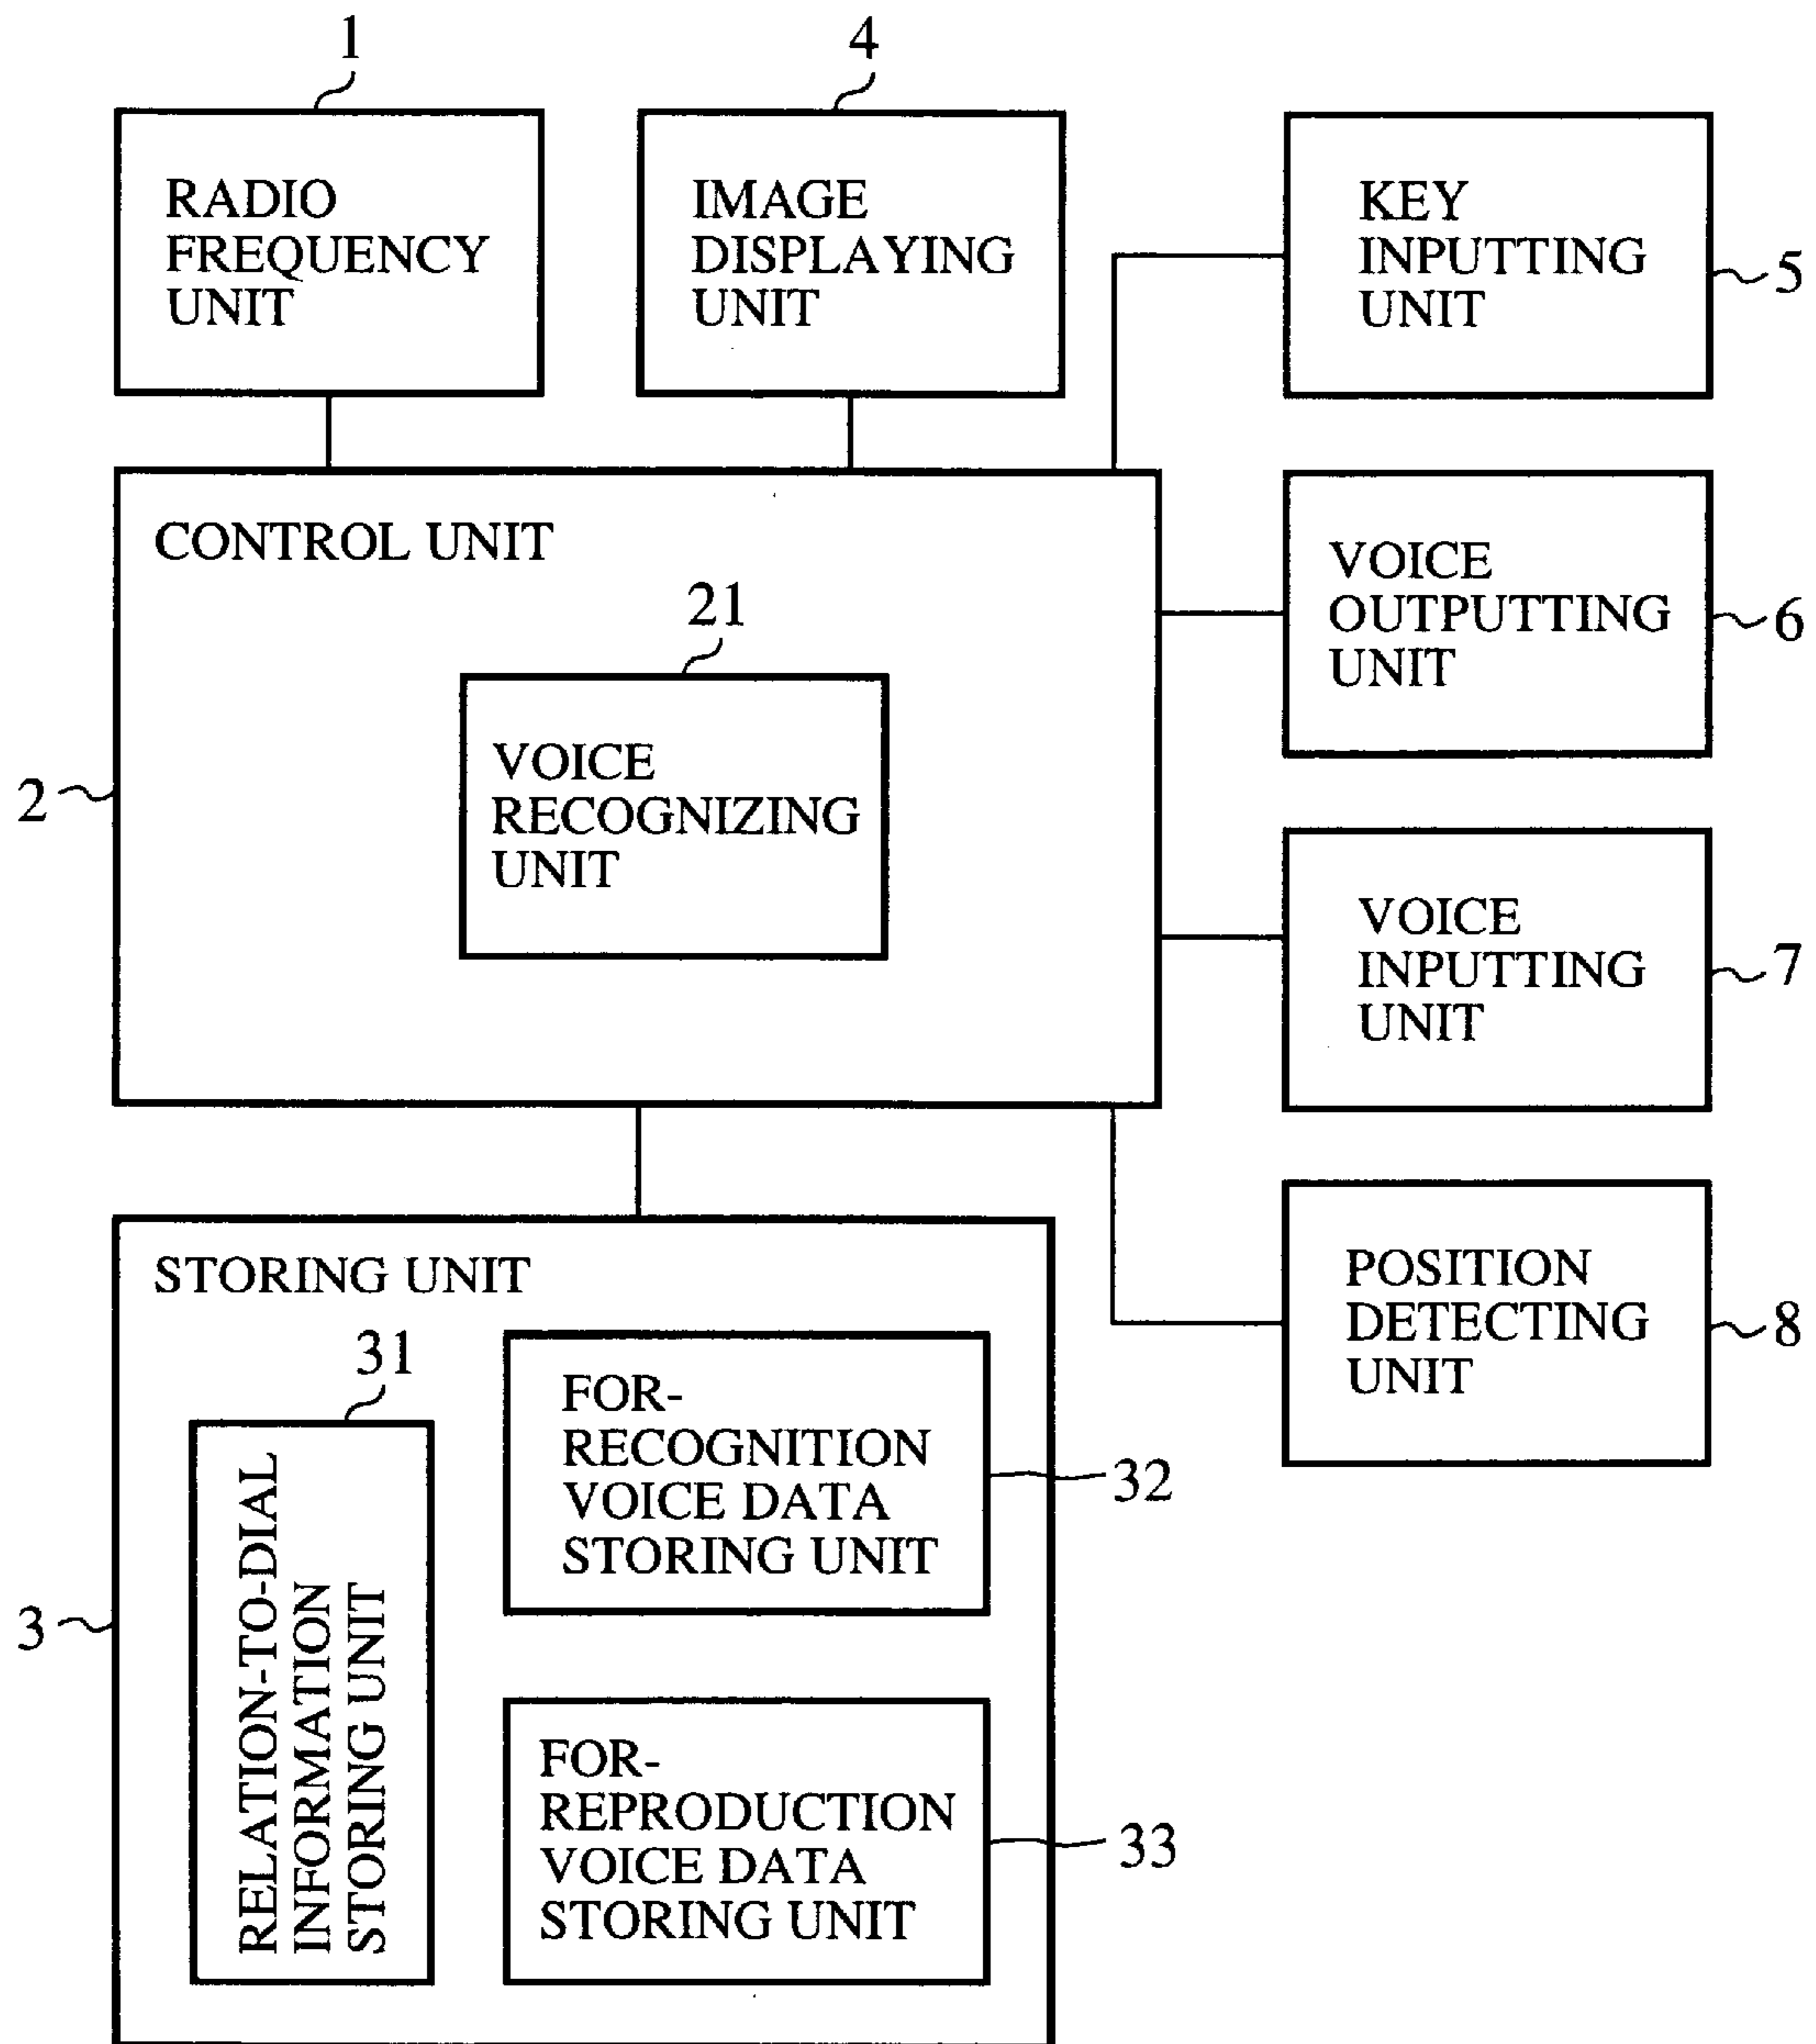 1
4
RADIO
FREQUENCY
UNIT
IMAGE
DISPLAYING
UNIT
KEY
INPUTTING
UNIT
5
CONTROL UNIT
21
VOICE
RECOGNIZING
UNIT
2
VOICE
OUTPUTTING
UNIT
6
VOICE
INPUTTING
UNIT
7
POSITION
DETECTING
UNIT
8
STORING UNIT
31
RELATION-TO-DIAL
INFORMATION
STORING UNIT
3
FOR-
RECOGNITION
VOICE DATA
STORING UNIT
32
FOR-
REPRODUCTION
VOICE DATA
STORING UNIT
33